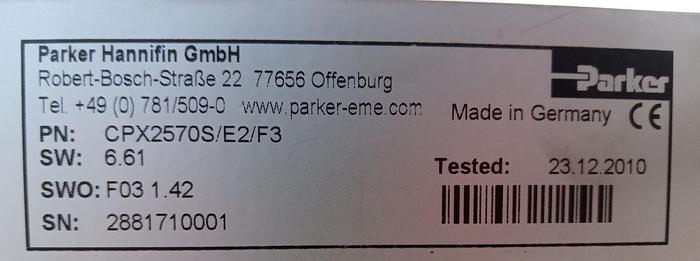 Parker Hannifin GmbH
Robert-Bosch-Straße 22 77656 Offenburg
Tel. +49 (0) 781/509-0 www.parker-eme.com
Parker
Made in Germany CE
PN: CPX2570S/E2/F3
SW: 6.61
SWO: F03 1.42
SN: 2881710001
Tested: 23.12.2010